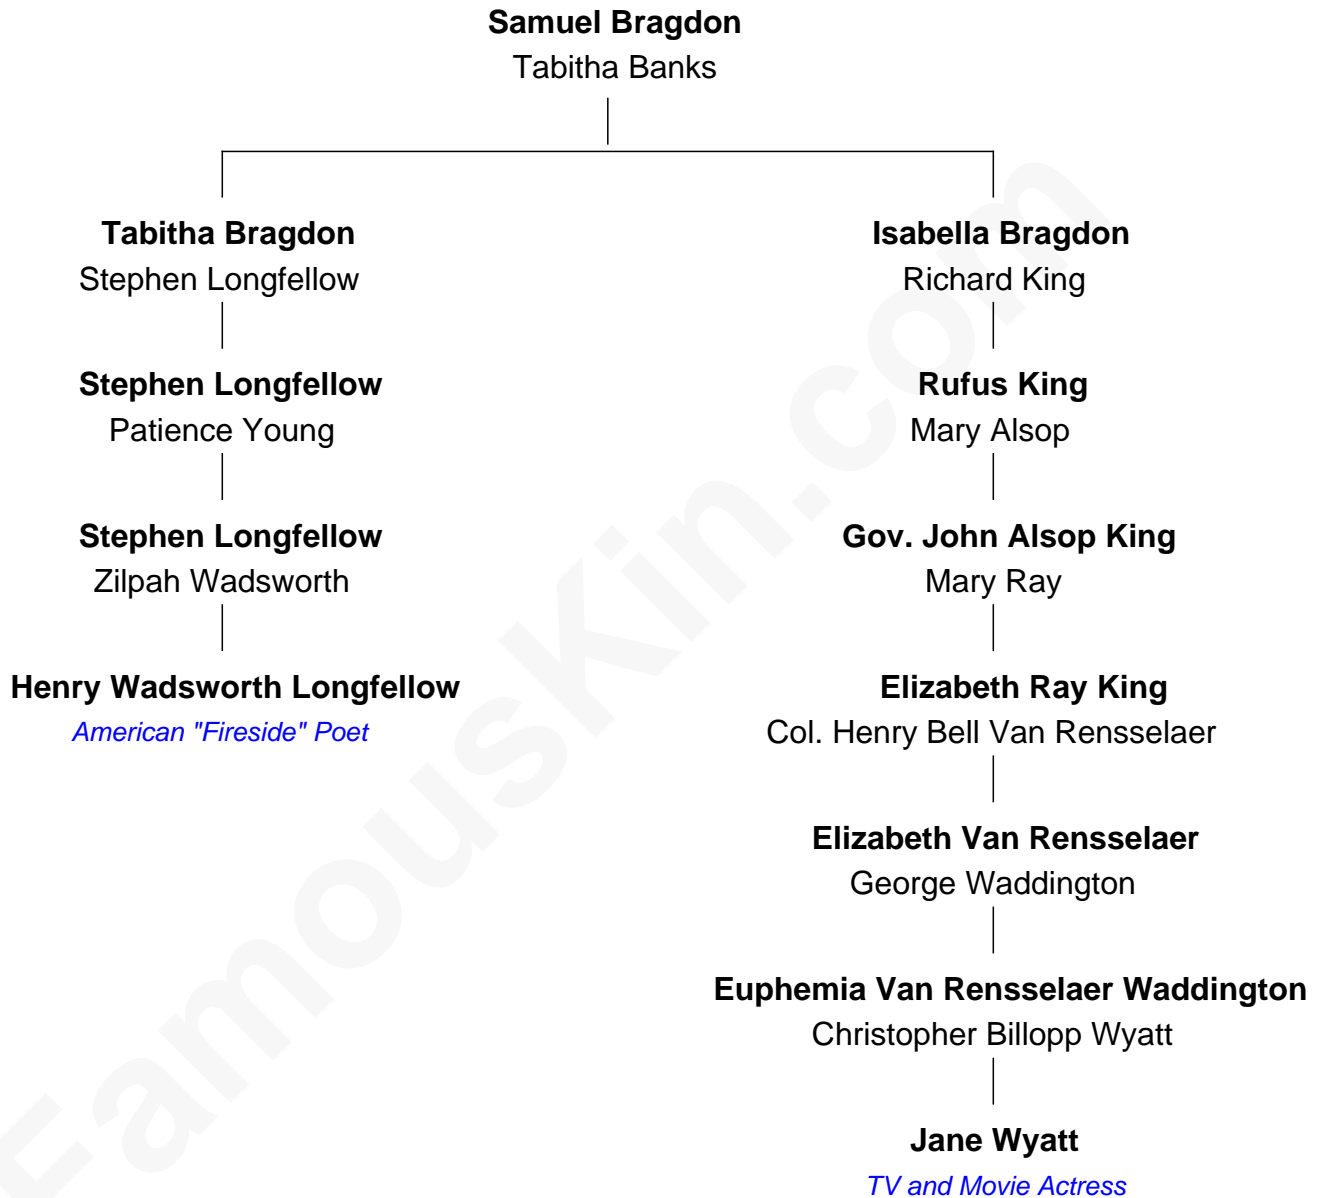 Samuel Bragdon
Tabitha Banks
Tabitha Bragdon
Stephen Longfellow
Stephen Longfellow
Patience Young
Stephen Longfellow
Zilpah Wadsworth
Henry Wadsworth Longfellow
American "Fireside" Poet
Isabella Bragdon
Richard King
Rufus King
Mary Alsop
Gov. John Alsop King
Mary Ray
Elizabeth Ray King
Col. Henry Bell Van Rensselaer
Elizabeth Van Rensselaer
George Waddington
Euphemia Van Rensselaer Waddington
Christopher Billopp Wyatt
Jane Wyatt
TV and Movie Actress
FamousKin.com